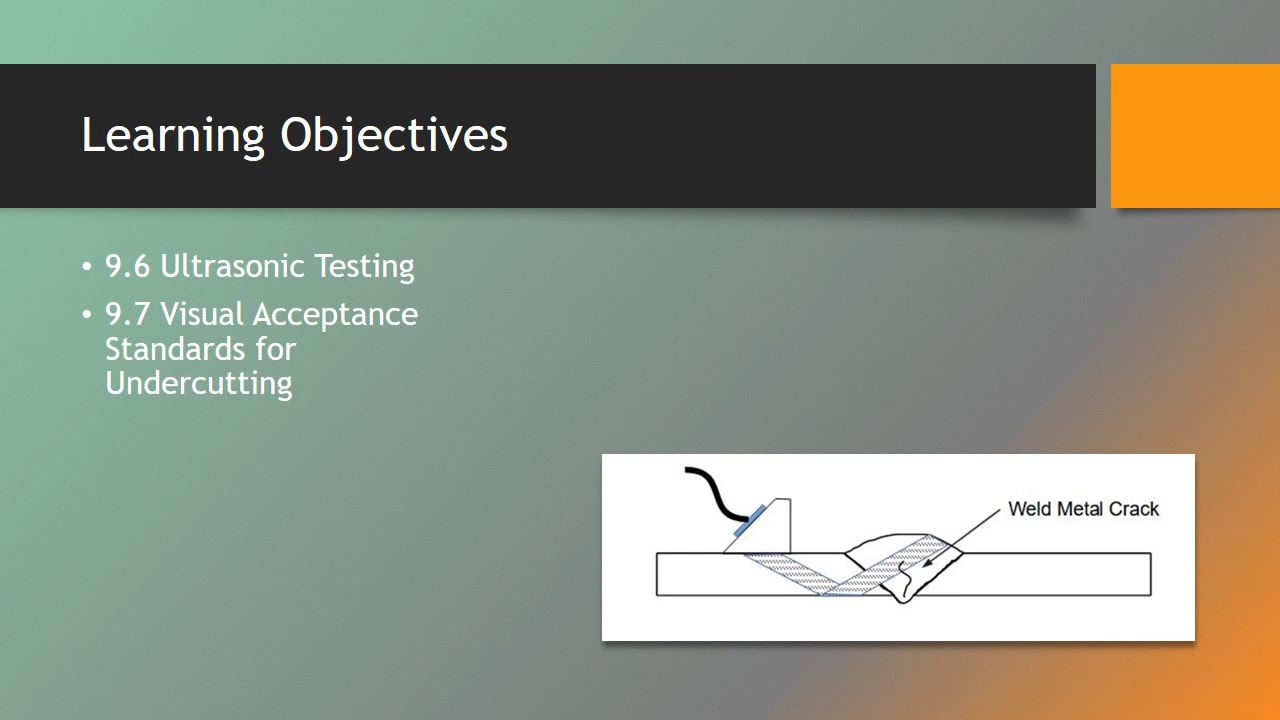 Learning Objectives
• 9.6 Ultrasonic Testing
• 9.7 Visual Acceptance
Standards for
Undercutting
Weld Metal Crack